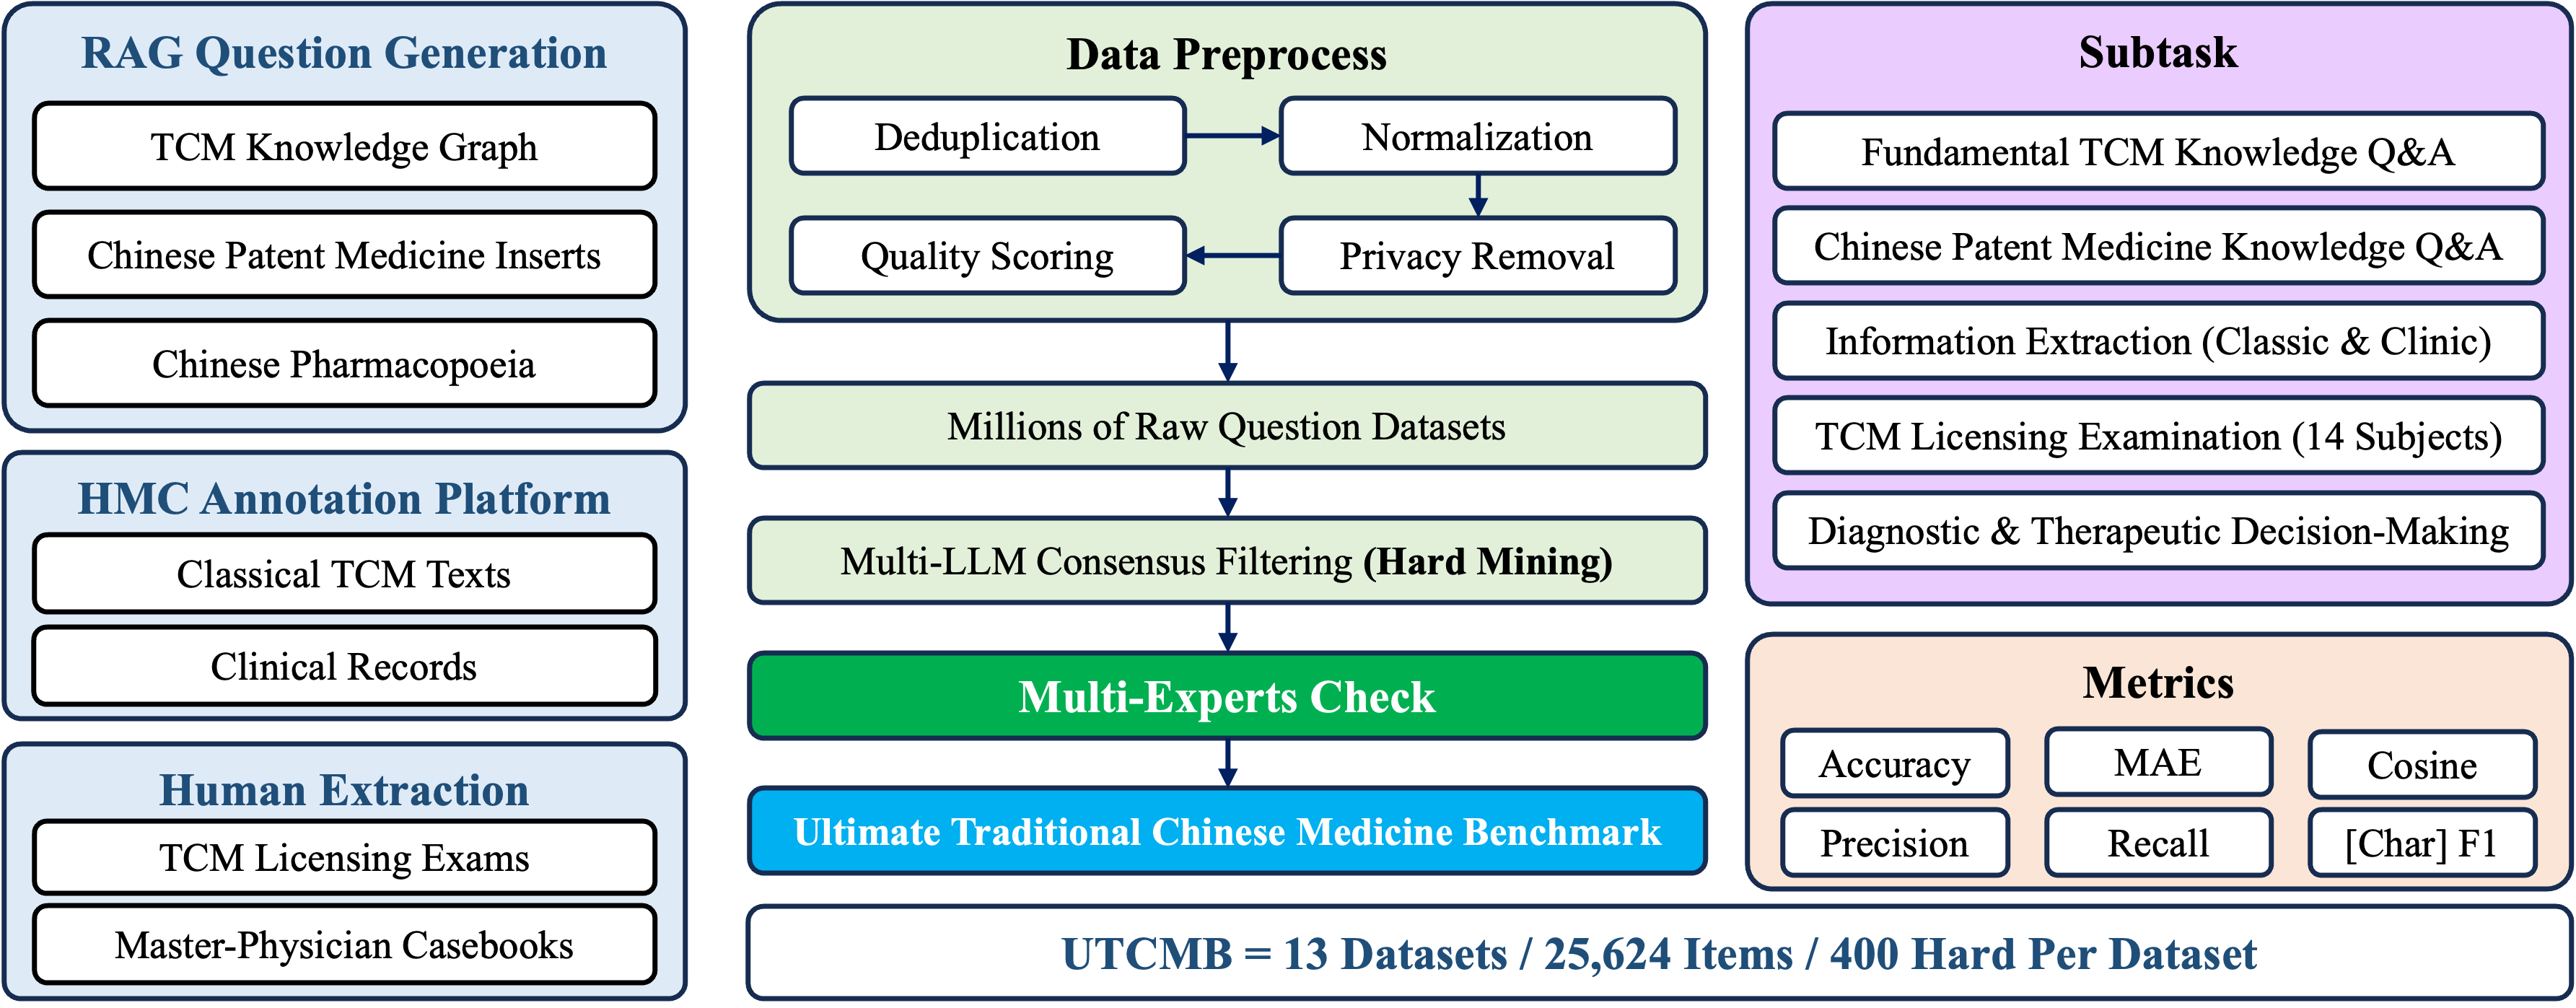 RAG Question Generation
TCM Knowledge Graph
Chinese Patent Medicine Inserts
Chinese Pharmacopoeia
HMC Annotation Platform
Classical TCM Texts
Clinical Records
Human Extraction
TCM Licensing Exams
Master-Physician Casebooks
Data Preprocess
Deduplication
Normalization
Quality Scoring
Privacy Removal
Millions of Raw Question Datasets
Multi-LLM Consensus Filtering (Hard Mining)
Multi-Experts Check
Ultimate Traditional Chinese Medicine Benchmark
Subtask
Fundamental TCM Knowledge Q&A
Chinese Patent Medicine Knowledge Q&A
Information Extraction (Classic & Clinic)
TCM Licensing Examination (14 Subjects)
Diagnostic & Therapeutic Decision-Making
Metrics
Accuracy
MAE
Cosine
Precision
Recall
[Char] F1
UTCMB = 13 Datasets / 25,624 Items / 400 Hard Per Dataset